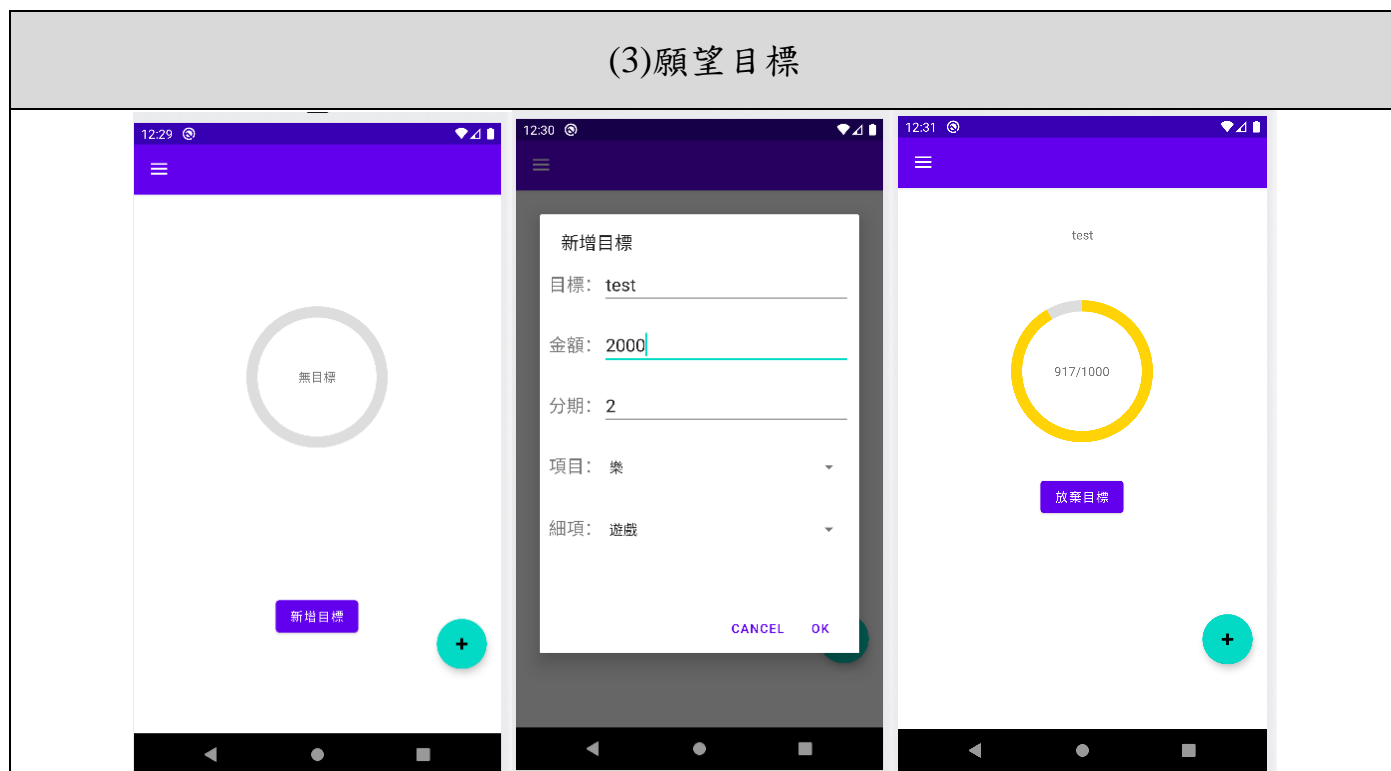 (3)願望目標
12:29
無目標
新增目標
+
12:30
新增目標
目標： test
金額： 2000
分期： 2
項目： 樂
細項： 遊戲
CANCEL OK
12:31
test
917/1000
放棄目標
+